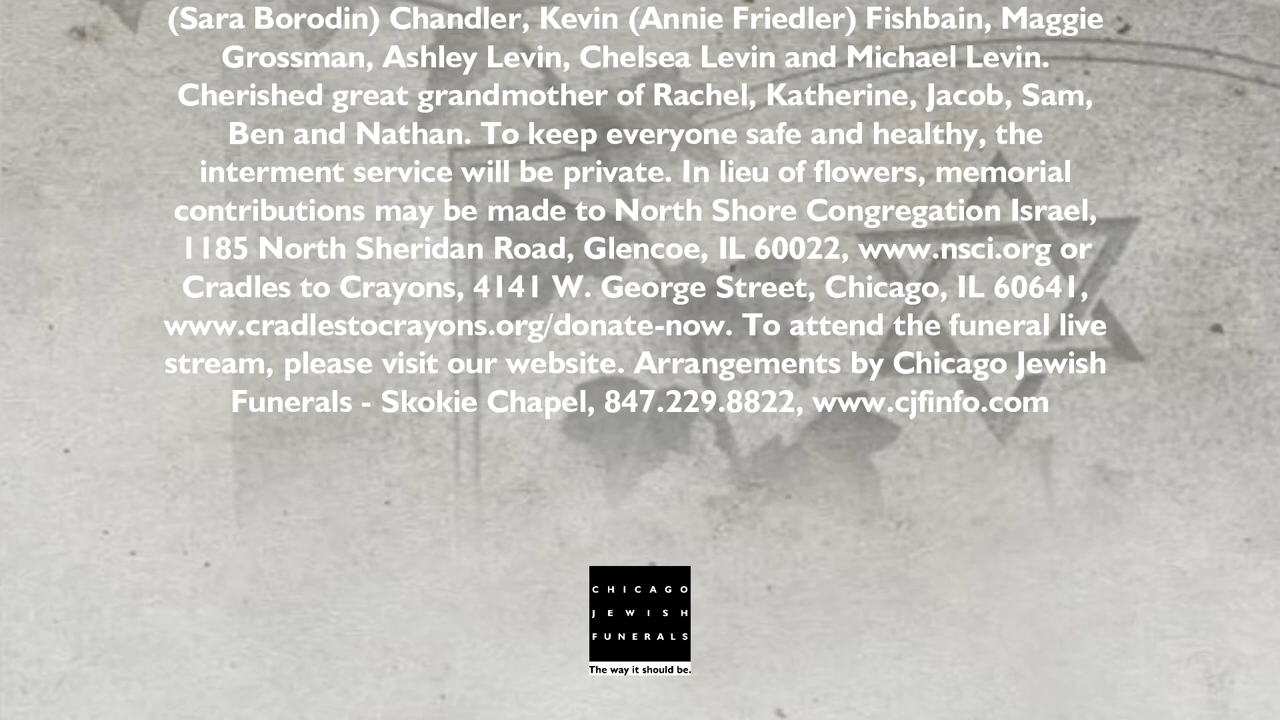 (Sara Borodin) Chandler, Kevin (Annie Friedler) Fishbain, Maggie
Grossman, Ashley Levin, Chelsea Levin and Michael Levin.
Cherished great grandmother of Rachel, Katherine, Jacob, Sam,
Ben and Nathan. To keep everyone safe and healthy, the
interment service will be private. In lieu of flowers, memorial
contributions may be made to North Shore Congregation Israel,
1185 North Sheridan Road, Glencoe, IL 60022, www.nsci.org or
Cradles to Crayons, 4141 W. George Street, Chicago, IL 60641,
www.cradlestocrayons.org/donate-now. To attend the funeral live
stream, please visit our website. Arrangements by Chicago Jewish
Funerals - Skokie Chapel, 847.229.8822, www.cjfinfo.com
CHICAGO
JEWISH
FUNERALS
The way it should be.